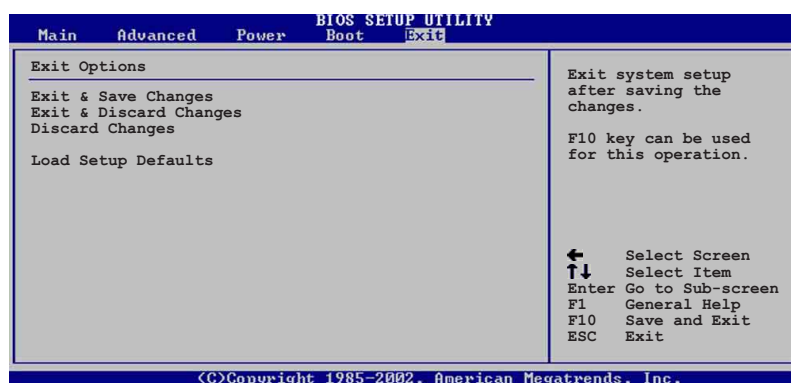 BIOS SETUP UTILITY
Main Advanced Power Boot Exit
Exit Options
Exit & Save Changes
Exit & Discard Changes
Discard Changes
Load Setup Defaults
Exit system setup
after saving the
changes.
F10 key can be used
for this operation.
← Select Screen
↑↓ Select Item
Enter Go to Sub-screen
F1 General Help
F10 Save and Exit
ESC Exit
(C)Copyright 1985-2002, American Megatrends, Inc.